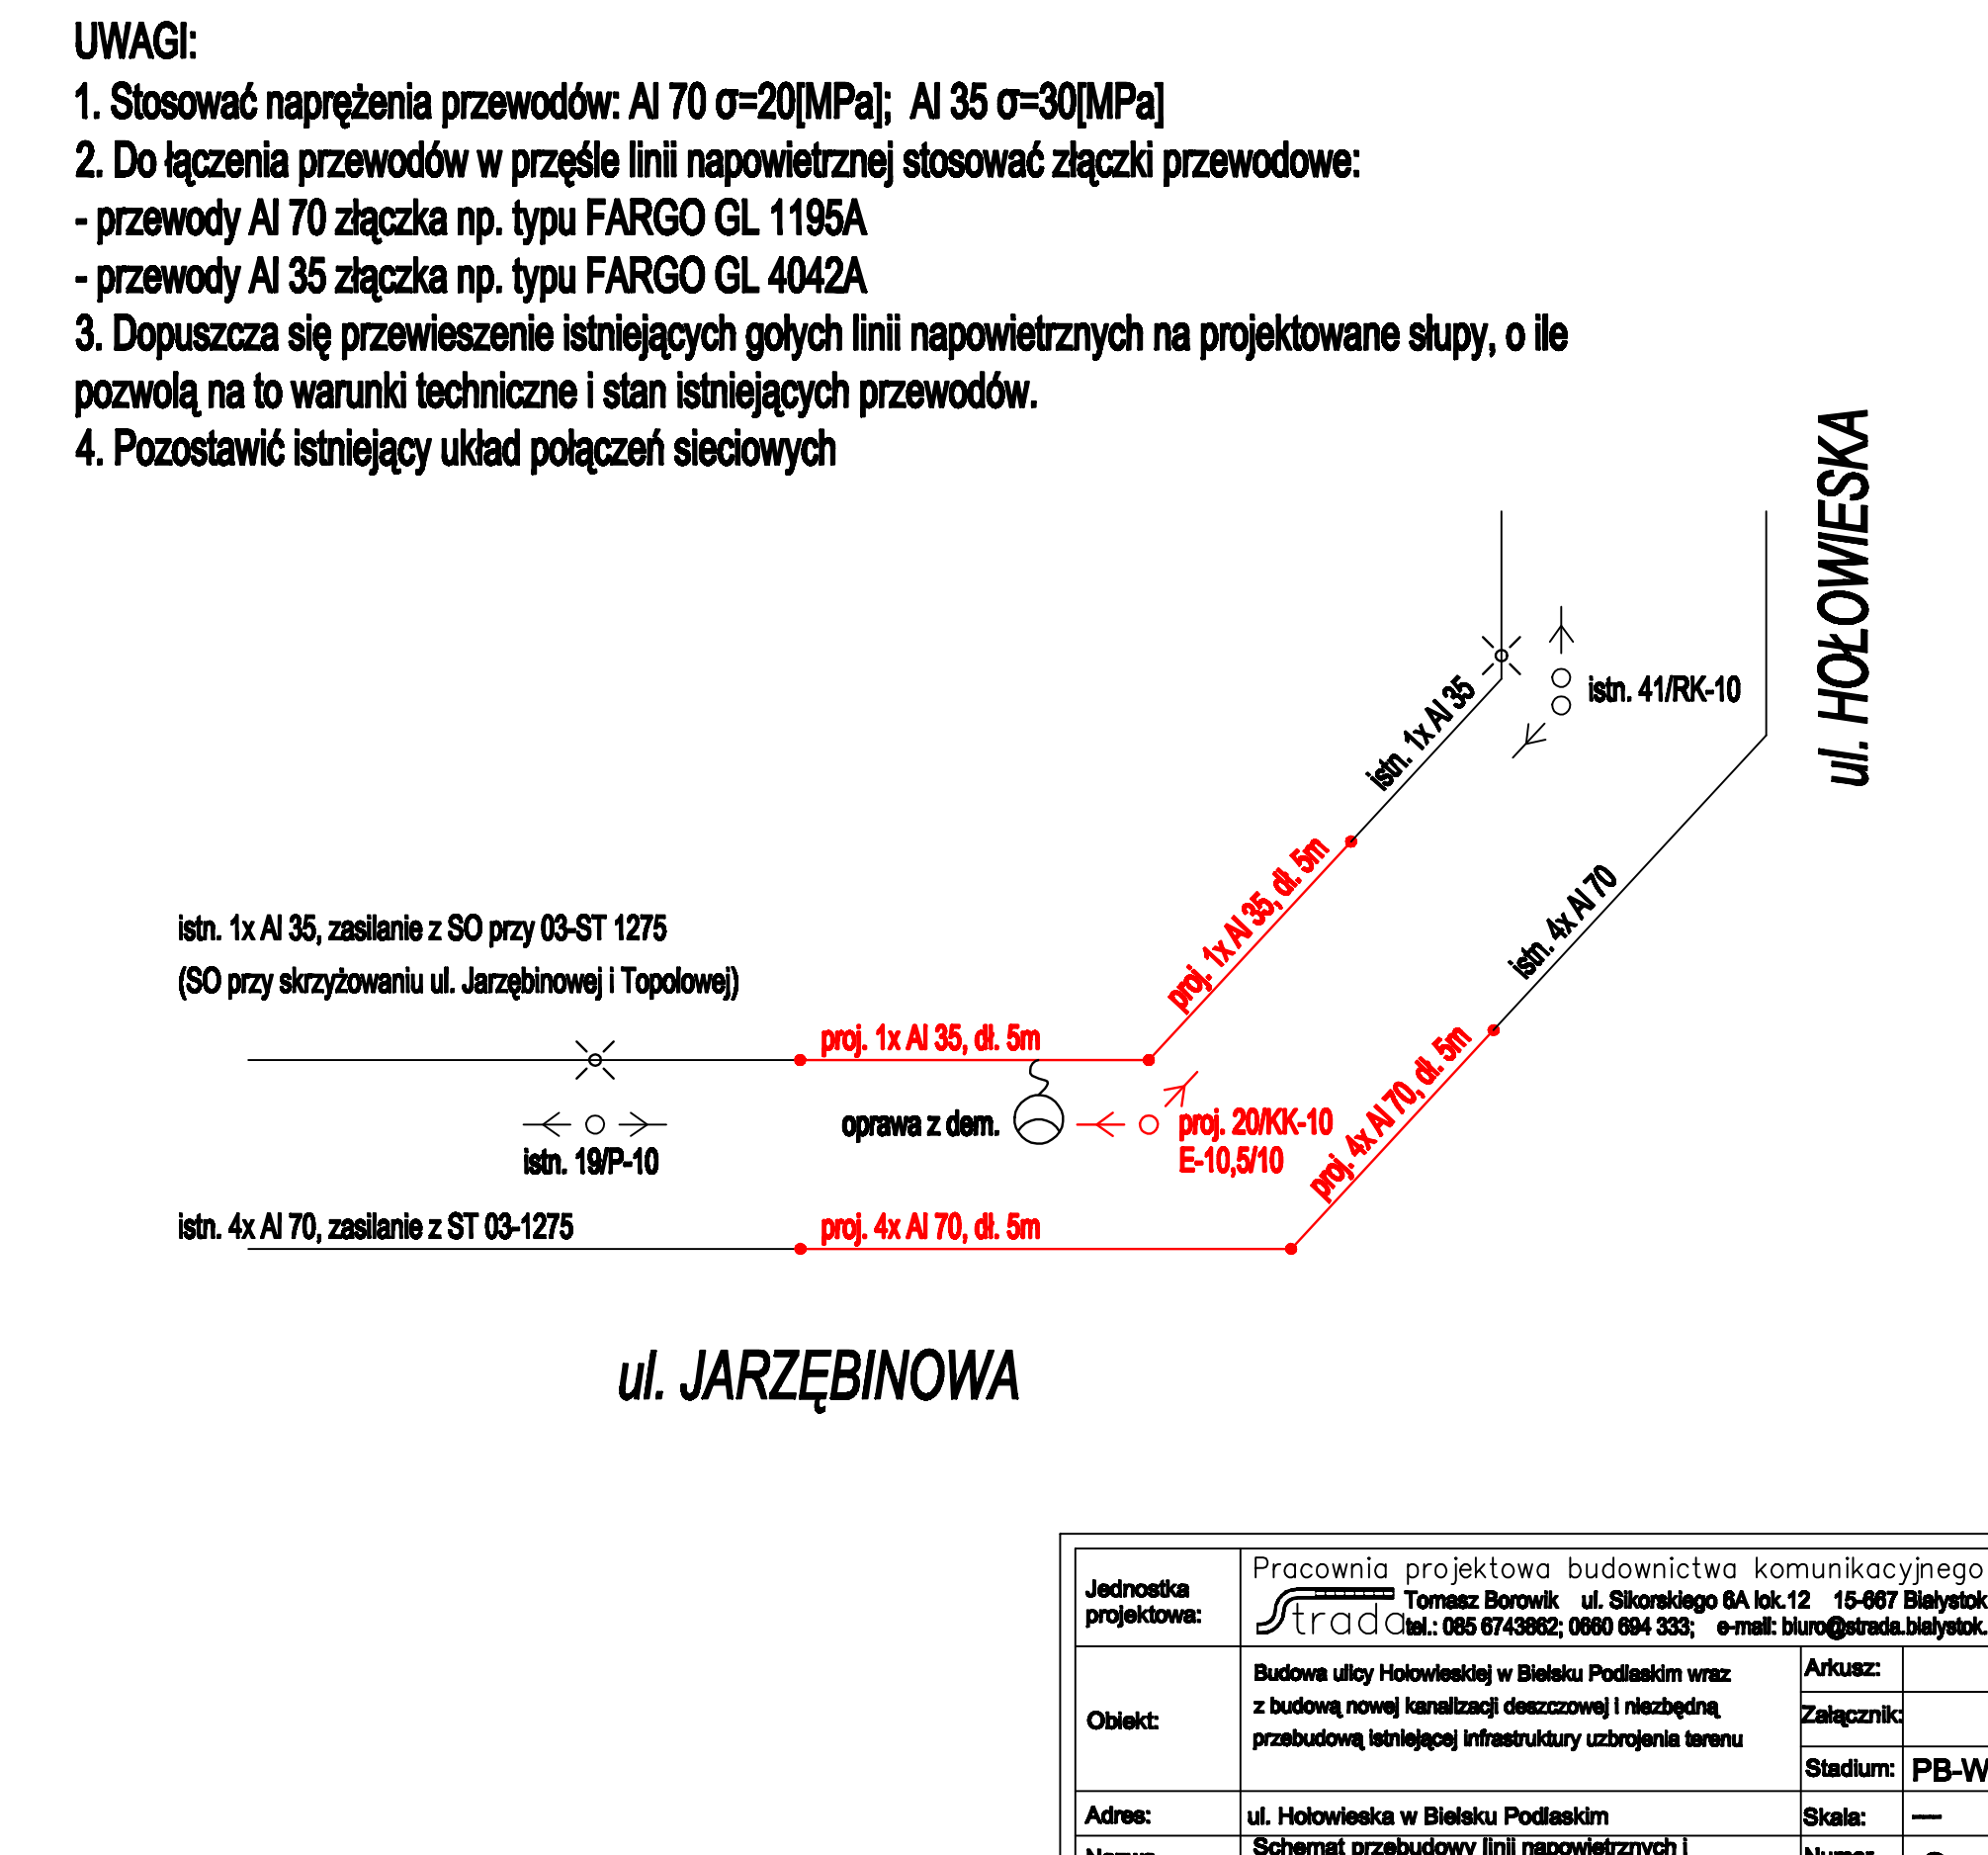 UWAGI:
1. Stosować naprężenia przewodów: Al 70 σ=20[MPa]; Al 35 σ=30[MPa]
2. Do łączenia przewodów w przęśle linii napowietrznej stosować złączki przewodowe:
- przewody Al 70 złączka np. typu FARGO GL 1195A
- przewody Al 35 złączka np. typu FARGO GL 4042A
3. Dopuszcza się przewieszenie istniejących gołych linii napowietrznych na projektowane słupy, o ile
pozwolą na to warunki techniczne i stan istniejących przewodów.
4. Pozostawić istniejący układ połączeń sieciowych
ul. HOŁOWIESKA
istn. 41/RK-10
istn. 1x Al 35
proj. 1x Al 35, dł. 5m
istn. 4x Al 70
proj. 4x Al 70, dł. 5m
istn. 1x Al 35, zasilanie z SO przy 03-ST 1275
(SO przy skrzyżowaniu ul. Jarzębinowej i Topolowej)
proj. 1x Al 35, dł. 5m
oprawa z dem.
proj. 20/KK-10
E-10,5/10
istn. 19/P-10
istn. 4x Al 70, zasilanie z ST 03-1275
proj. 4x Al 70, dł. 5m
ul. JARZĘBINOWA
Jednostka
projektowa:
Pracownia projektowa budownictwa komunikacyjnego
Strada
Tomasz Borowik ul. Sikorskiego 6A lok.12 15-667 Białystok
tel.: 085 6743862; 0660 694 333; e-mail: biuro@strada.bialystok.
Obiekt:
Budowa ulicy Hołowieskiej w Bielsku Podlaskim wraz
z budową nowej kanalizacji deszczowej i niezbędną
przebudową istniejącej infrastruktury uzbrojenia terenu
Arkusz:
Załącznik:
Stadium: PB-W
Adres: ul. Hołowieska w Bielsku Podlaskim
Skala: —
Schemat przebudowy linii napowietrznych i